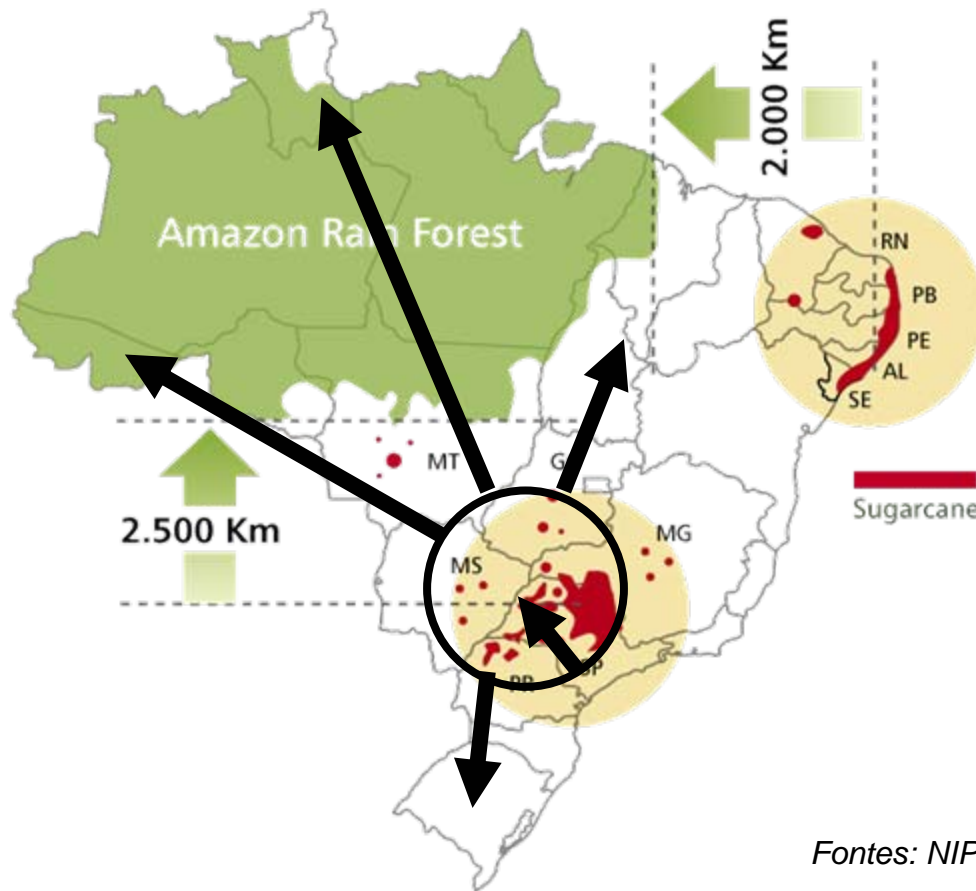 2.000 Km
Amazon Rain Forest
RN
PB
PE
AL
SE
MT
G
2.500 Km
Sugarcane
MG
MS
PR
SP
Fontes: NIP